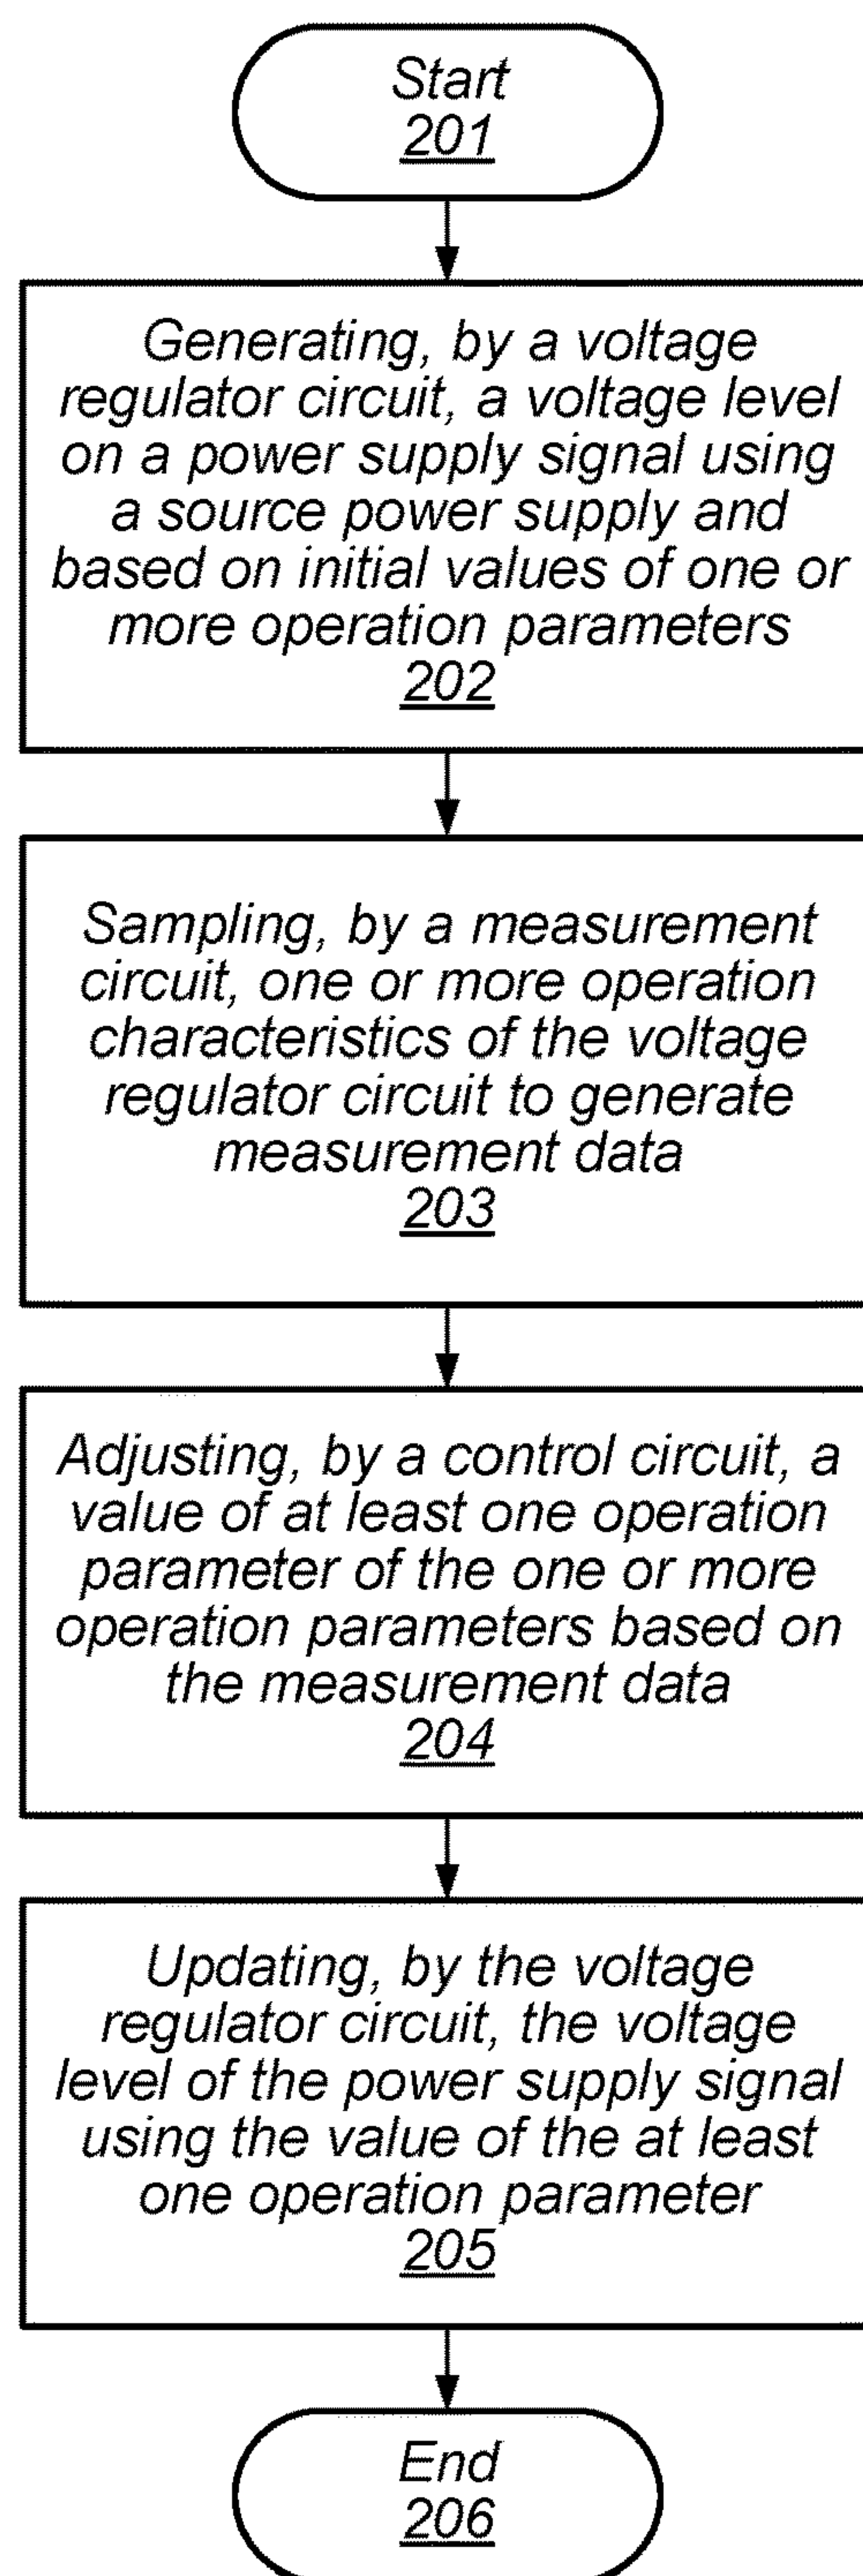 Start
201
Generating, by a voltage
regulator circuit, a voltage level
on a power supply signal using
a source power supply and
based on initial values of one or
more operation parameters
202
Sampling, by a measurement
circuit, one or more operation
characteristics of the voltage
regulator circuit to generate
measurement data
203
Adjusting, by a control circuit, a
value of at least one operation
parameter of the one or more
operation parameters based on
the measurement data
204
Updating, by the voltage
regulator circuit, the voltage
level of the power supply signal
using the value of the at least
one operation parameter
205
End
206